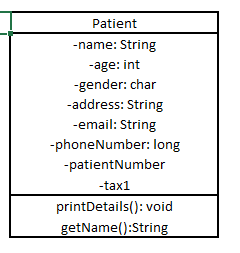 Patient
-name: String
-age: int
-gender: char
-address: String
-email: String
-phoneNumber: long
-patientNumber
-tax1
printDetails(): void
getName():String